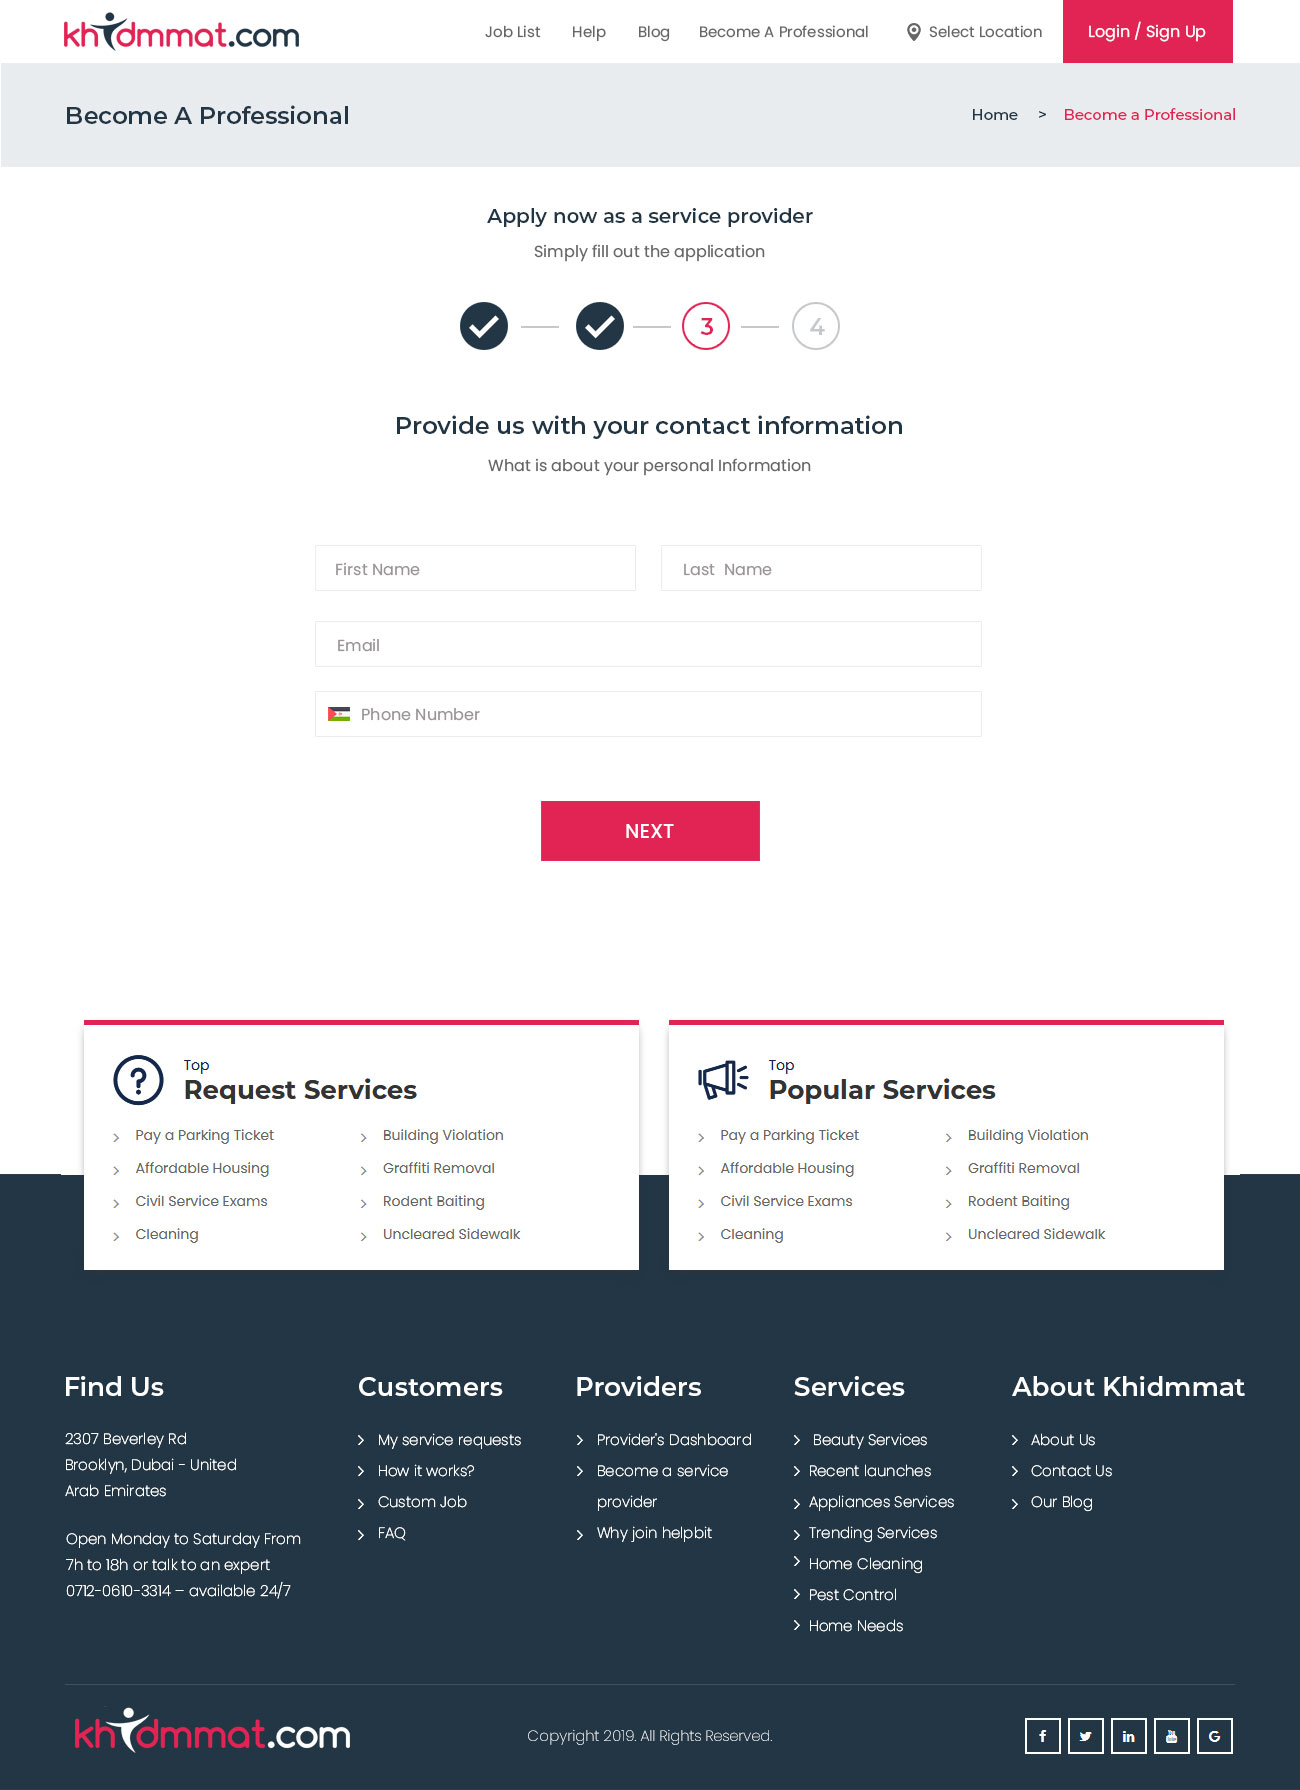 khidmmat.com
Job List Help Blog Become A Professional Select Location Login / Sign Up
Become A Professional
Home > Become a Professional
Apply now as a service provider
Simply fill out the application
3 4
Provide us with your contact information
What is about your personal Information
First Name Last Name
Email
Phone Number
NEXT
Top
Request Services
Pay a Parking Ticket Building Violation
Affordable Housing Graffiti Removal
Civil Service Exams Rodent Baiting
Cleaning Uncleared Sidewalk
Top
Popular Services
Pay a Parking Ticket Building Violation
Affordable Housing Graffiti Removal
Civil Service Exams Rodent Baiting
Cleaning Uncleared Sidewalk
Find Us
2307 Beverley Rd
Brooklyn, Dubai - United
Arab Emirates
Open Monday to Saturday From
7h to 18h or talk to an expert
0712-0610-3314 – available 24/7
Customers
My service requests
How it works?
Custom Job
FAQ
Providers
Provider's Dashboard
Become a service
provider
Why join helpbit
Services
Beauty Services
Recent launches
Appliances Services
Trending Services
Home Cleaning
Pest Control
Home Needs
About Khidmmat
About Us
Contact Us
Our Blog
khidmmat.com
Copyright 2019. All Rights Reserved.